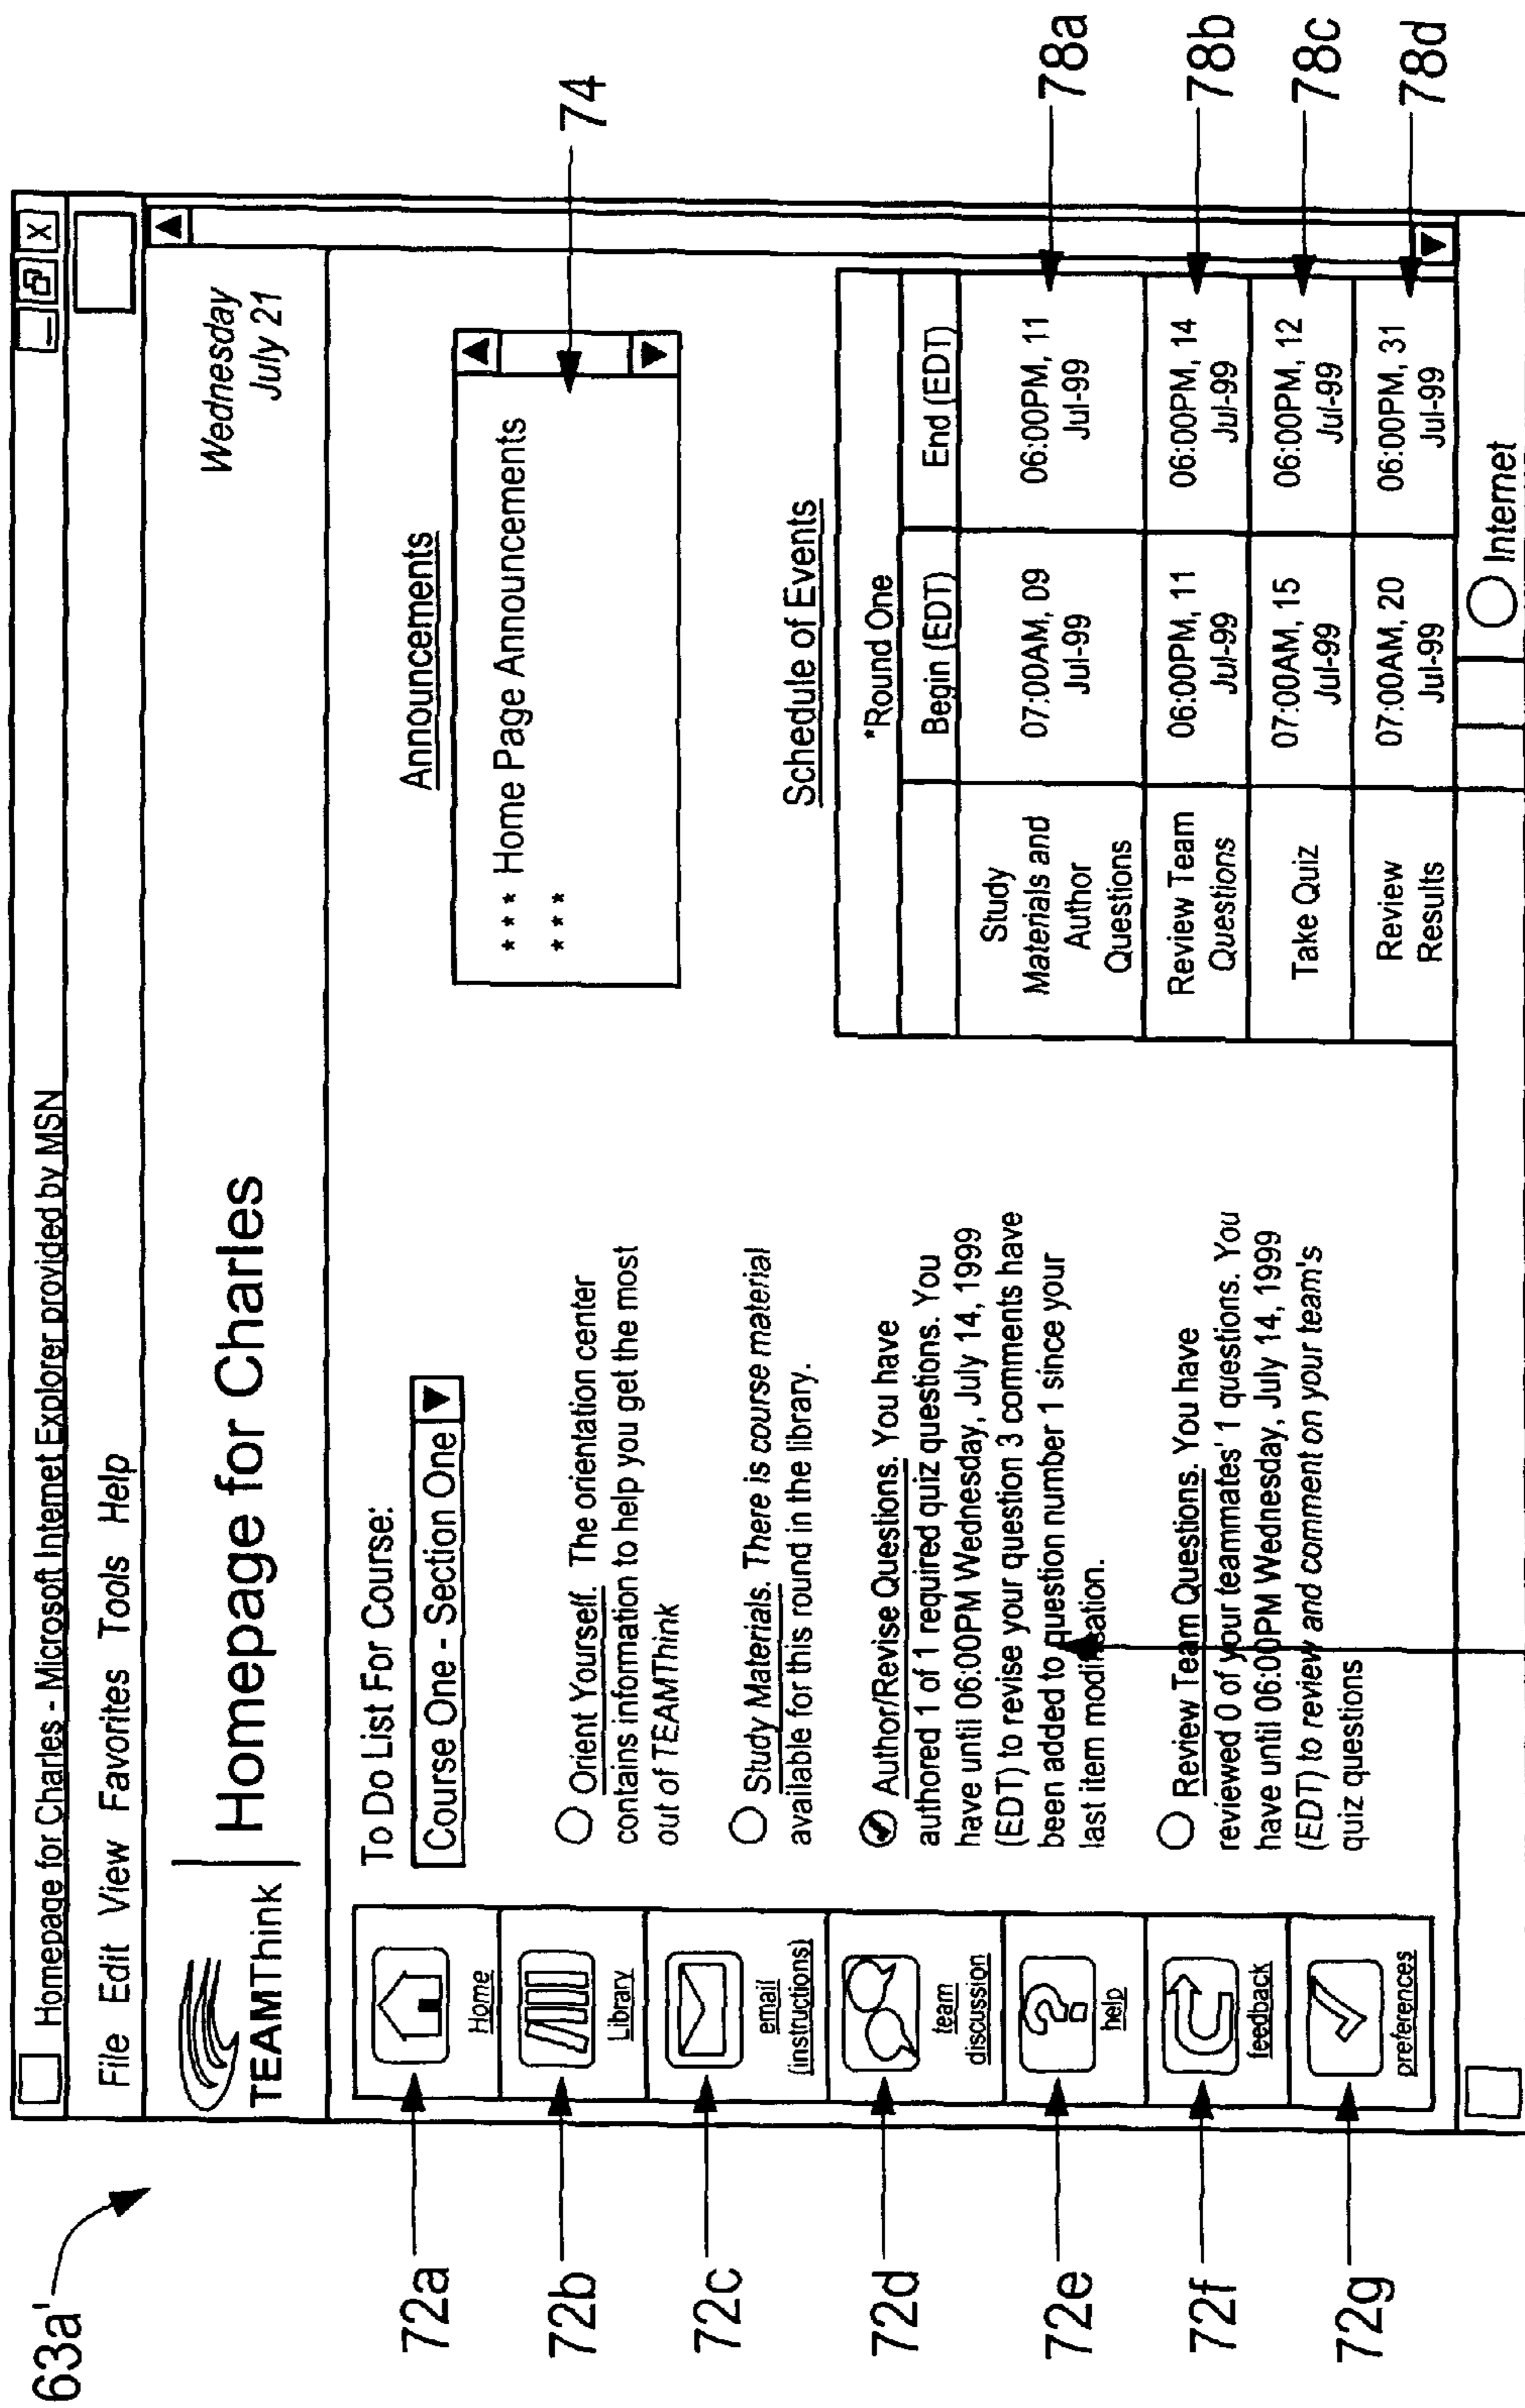 63a'
Homepage for Charles - Microsoft Internet Explorer provided by MSN
X
File Edit View Favorites Tools Help
TEAMThink
Homepage for Charles
Wednesday
July 21
72a
Home
72b
Library
72c
email
(instructions)
72d
team
discussion
72e
?
help
72f
feedback
72g
preferences
To Do List For Course:
Course One - Section One
Orient Yourself. The orientation center
contains information to help you get the most
out of TEAMThink
Study Materials. There is course material
available for this round in the library.
Author/Revise Questions. You have
authored 1 of 1 required quiz questions. You
have until 06:00PM Wednesday, July 14, 1999
(EDT) to revise your question 3 comments have
been added to question number 1 since your
last item modification.
Review Team Questions. You have
reviewed 0 of your teammates' 1 questions. You
have until 06:00PM Wednesday, July 14, 1999
(EDT) to review and comment on your team's
quiz questions
Announcements
* * * Home Page Announcements
* * *
74
Schedule of Events
*Round One
Begin (EDT) End (EDT)
Study
Materials and
Author
Questions
07:00AM, 09
Jul-99
06:00PM, 11
Jul-99
78a
Review Team
Questions
06:00PM, 11
Jul-99
06:00PM, 14
Jul-99
78b
Take Quiz
07:00AM, 15
Jul-99
06:00PM, 12
Jul-99
78c
Review
Results
07:00AM, 20
Jul-99
06:00PM, 31
Jul-99
78d
Internet